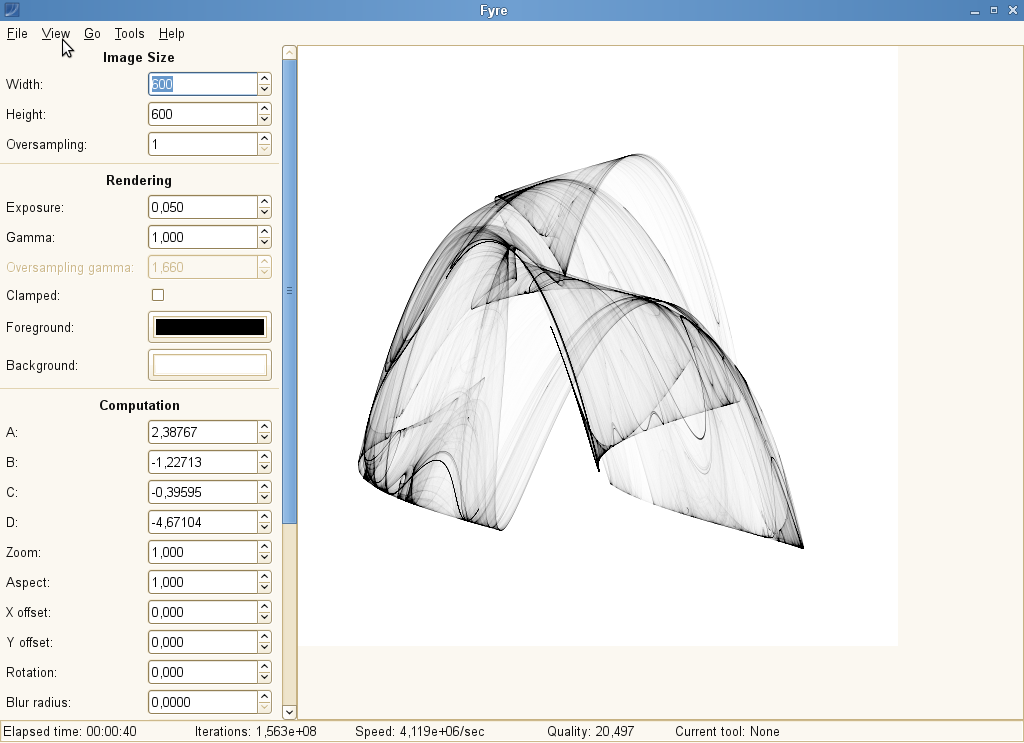 Fyre
File View Go Tools Help
Image Size
Width: 600
Height: 600
Oversampling: 1
Rendering
Exposure: 0,050
Gamma: 1,000
Oversampling gamma: 1,660
Clamped:
Foreground:
Background:
Computation
A: 2,38767
B: -1,22713
C: -0,39595
D: -4,67104
Zoom: 1,000
Aspect: 1,000
X offset: 0,000
Y offset: 0,000
Rotation: 0,000
Blur radius: 0,0000
Elapsed time: 00:00:40 Iterations: 1,563e+08 Speed: 4,119e+06/sec Quality: 20,497 Current tool: None